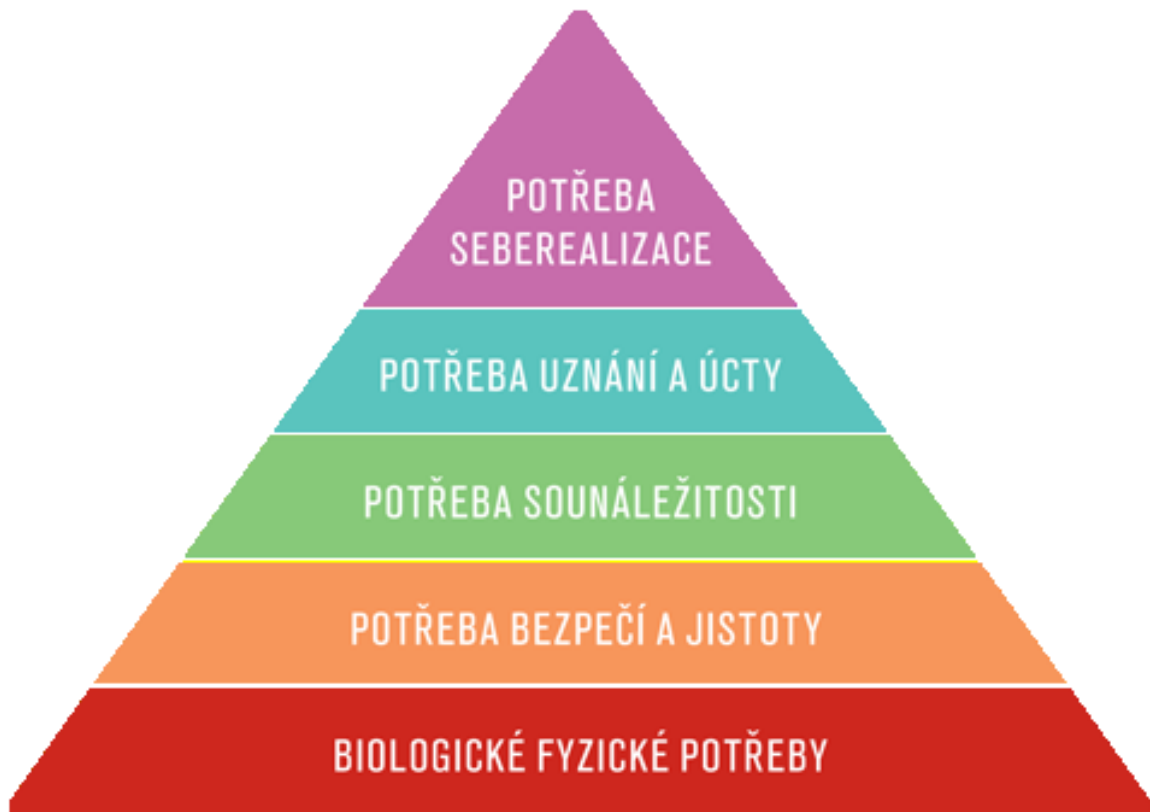 POTŘEBA
SEBEREALIZACE
POTŘEBA UZNÁNÍ A ÚCTY
POTŘEBA SOUNÁLEŽITOSTI
POTŘEBA BEZPEČÍ A JISTOTY
BIOLOGICKÉ FYZICKÉ POTŘEBY